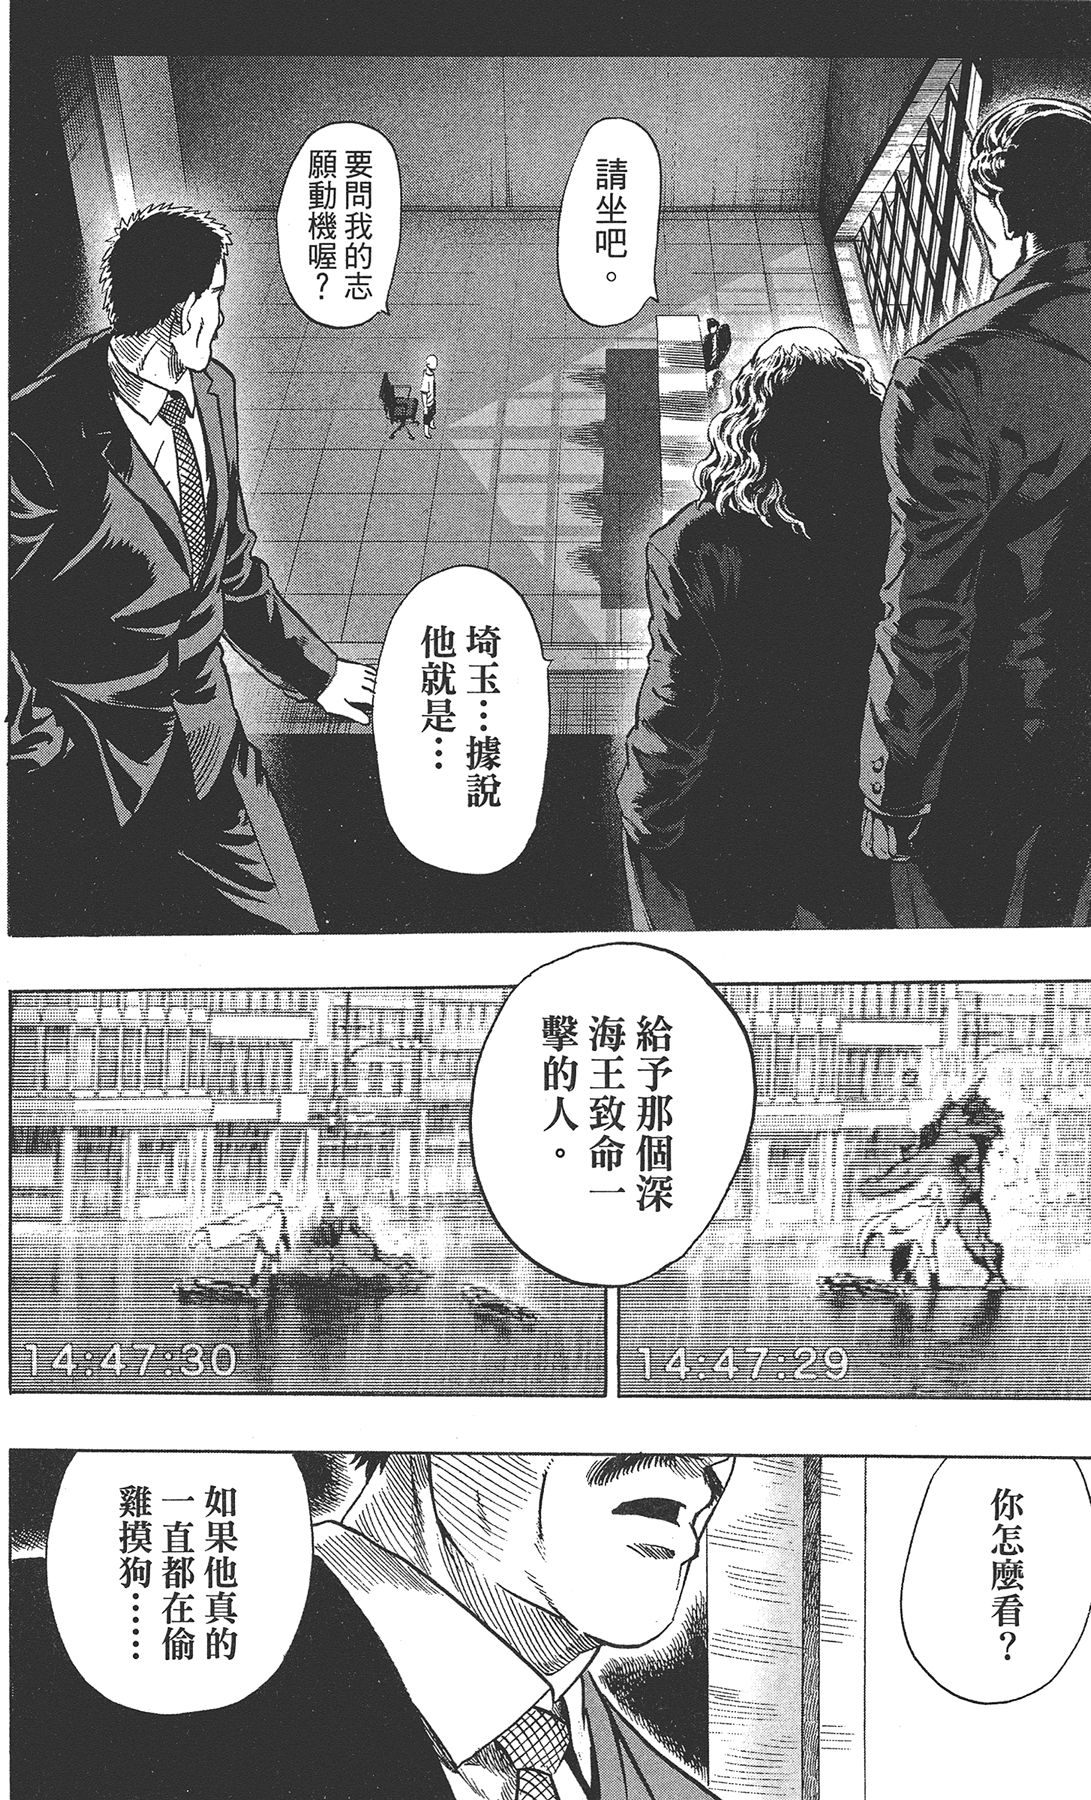 請坐吧。
要問我的志
願動機喔？
埼玉…據說
他就是…
給予那個深
海王致命一
擊的人。
14:47:29
14:47:30
你怎麼看？
如果他真的
一直都在偷
雞摸狗……